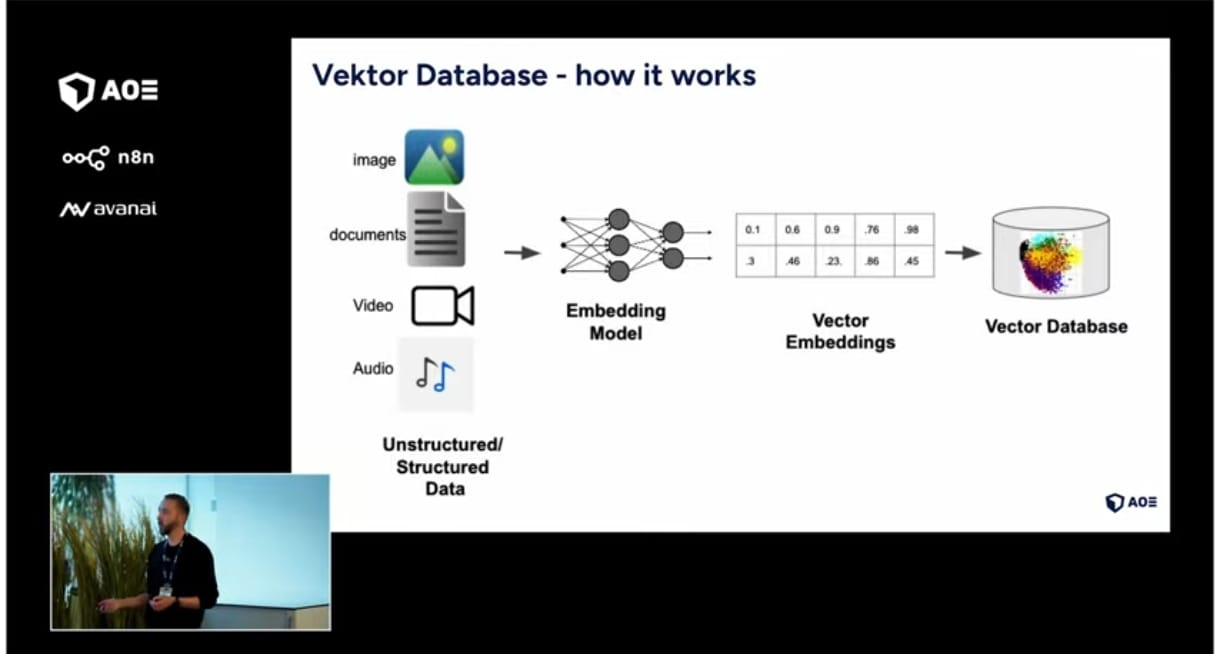 AOE
n8n
avanai
Vektor Database - how it works
image
documents
Video
Audio
Unstructured/
Structured
Data
Embedding
Model
0.1 0.6 0.9 .76 .98
.3 .46 .23. .86 .45
Vector
Embeddings
Vector Database
AOE